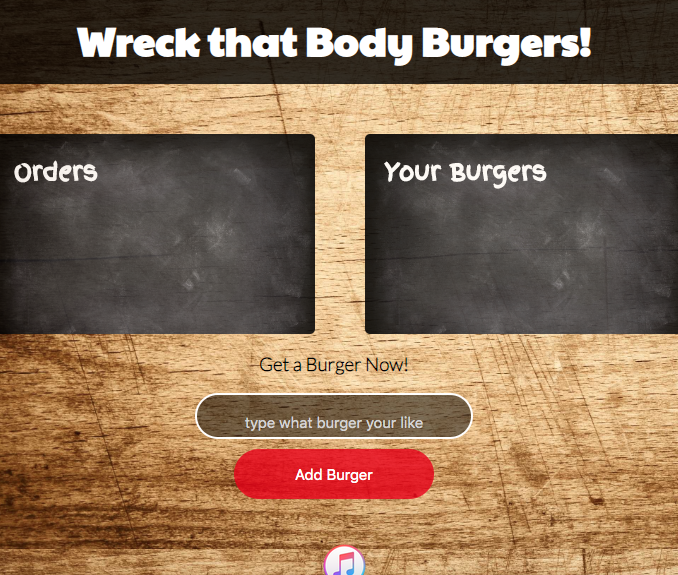 Wreck that Body Burgers!
Orders
Your Burgers
Get a Burger Now!
type what burger your like
Add Burger